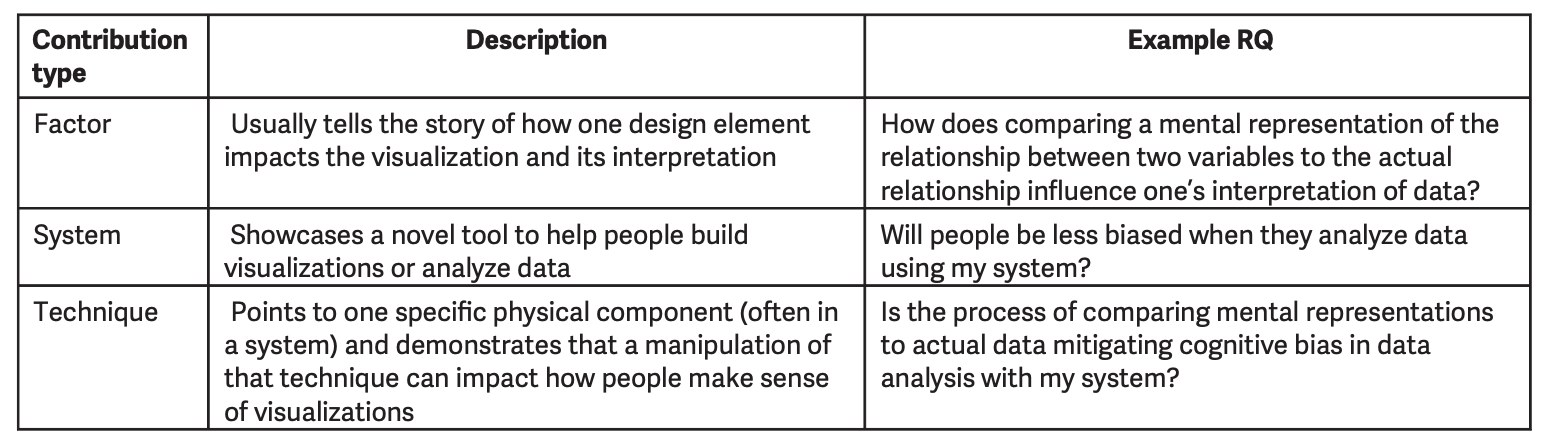 Contribution type
Description
Example RQ
Factor
Usually tells the story of how one design element
impacts the visualization and its interpretation
How does comparing a mental representation of the
relationship between two variables to the actual
relationship influence one's interpretation of data?
System
Showcases a novel tool to help people build
visualizations or analyze data
Will people be less biased when they analyze data
using my system?
Technique
Points to one specific physical component (often in
a system) and demonstrates that a manipulation of
that technique can impact how people make sense
of visualizations
Is the process of comparing mental representations
to actual data mitigating cognitive bias in data
analysis with my system?